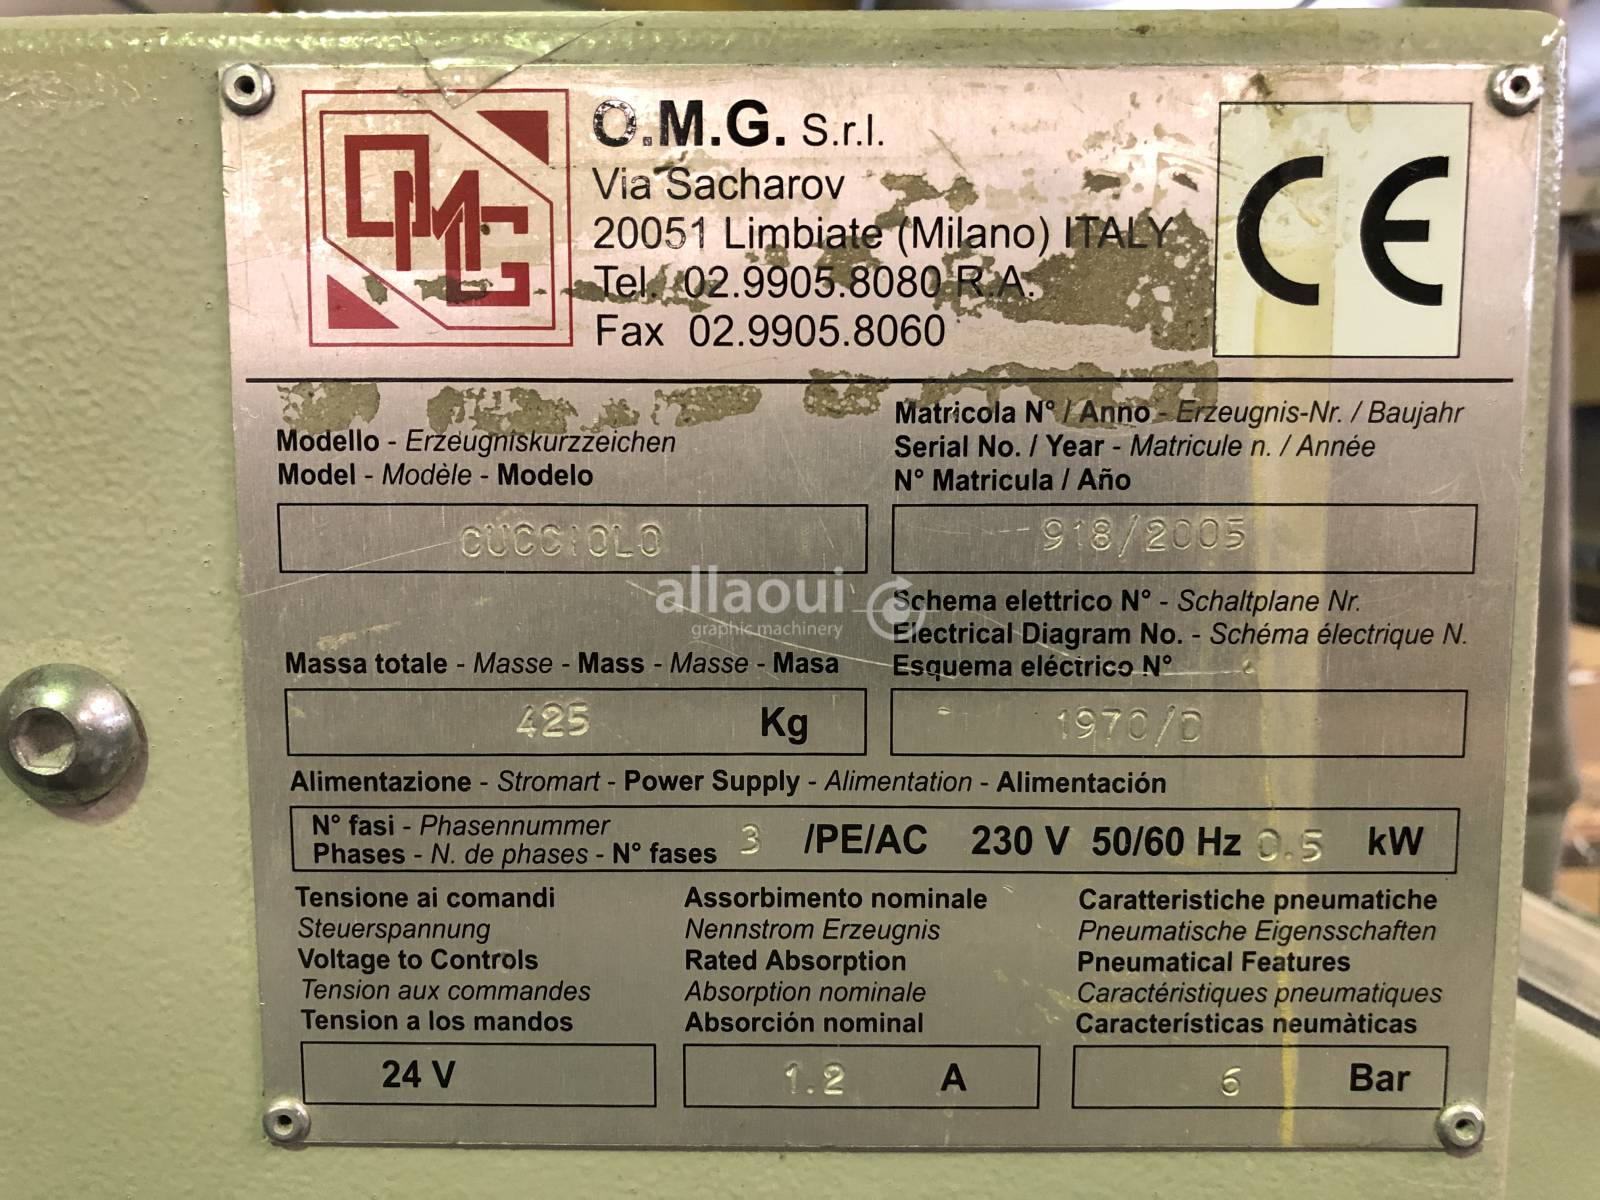 OMG
O.M.G. S.r.l.
Via Sacharov
20051 Limbiate (Milano) ITALY
Tel. 02.9905.8080 R.A.
Fax 02.9905.8060
CE
Modello - Erzeugniskurzzeichen
Model - Modèle - Modelo
CUCCIOLO
Matricola N° / Anno - Erzeugnis-Nr. / Baujahr
Serial No. / Year - Matricule n. / Année
N° Matricula / Año
918/2005
allaoui
graphic machinery
Massa totale - Masse - Mass - Masse - Masa
425 Kg
Schema elettrico N° - Schaltplane Nr.
Electrical Diagram No. - Schéma électrique N.
Esquema eléctrico N°
1970/D
Alimentazione - Stromart - Power Supply - Alimentation - Alimentación
N° fasi - Phasennummer
Phases - N. de phases - N° fases 3 /PE/AC 230 V 50/60 Hz 0.5 kW
Tensione ai comandi
Steuerspannung
Voltage to Controls
Tension aux commandes
Tension a los mandos
24 V
Assorbimento nominale
Nennstrom Erzeugnis
Rated Absorption
Absorption nominale
Absorción nominal
1.2 A
Caratteristiche pneumatiche
Pneumatische Eigensschaften
Pneumatical Features
Caractéristiques pneumatiques
Características neumàticas
6 Bar